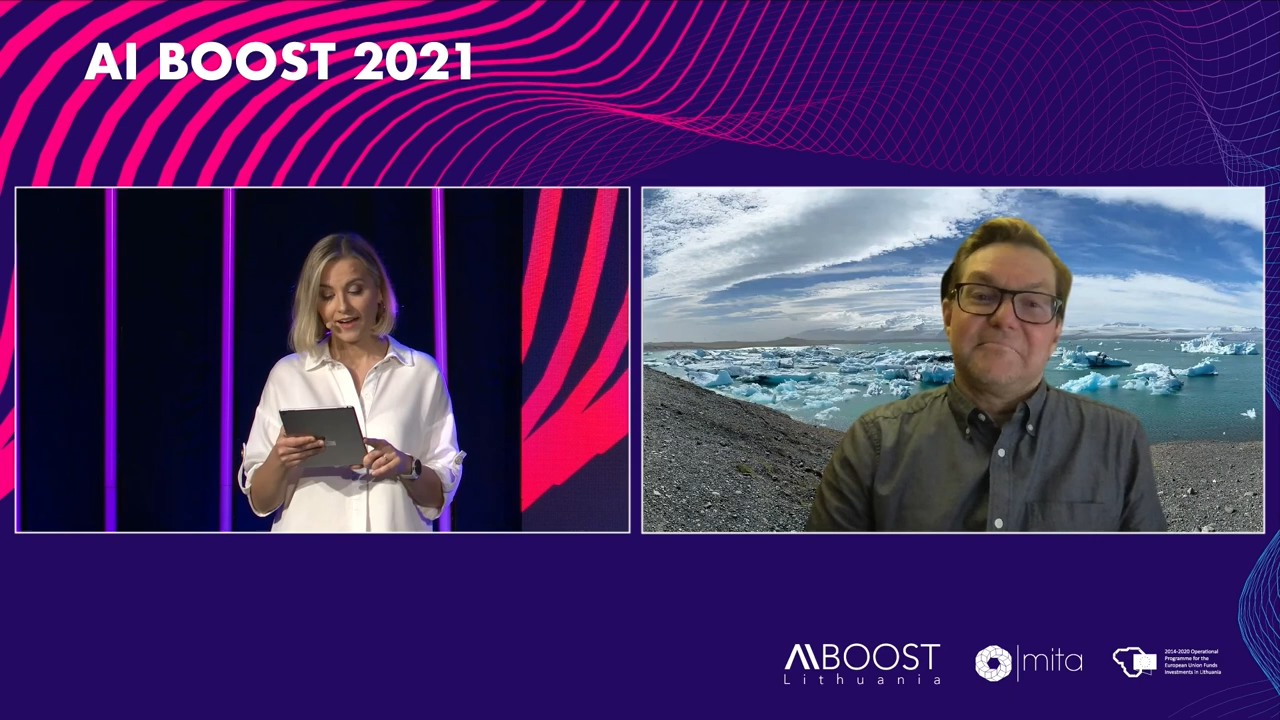 AI BOOST 2021
AIBOOST
Lithuania
mita
2014-2020 Operational
Programme for the
European Union Funds
Investments in Lithuania